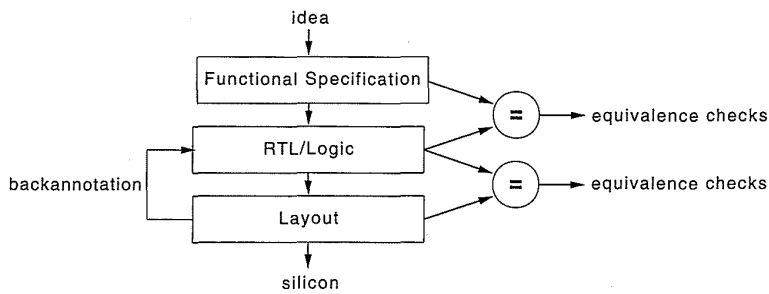 idea
Functional Specification
=
equivalence checks
RTL/Logic
backannotation
=
equivalence checks
Layout
silicon